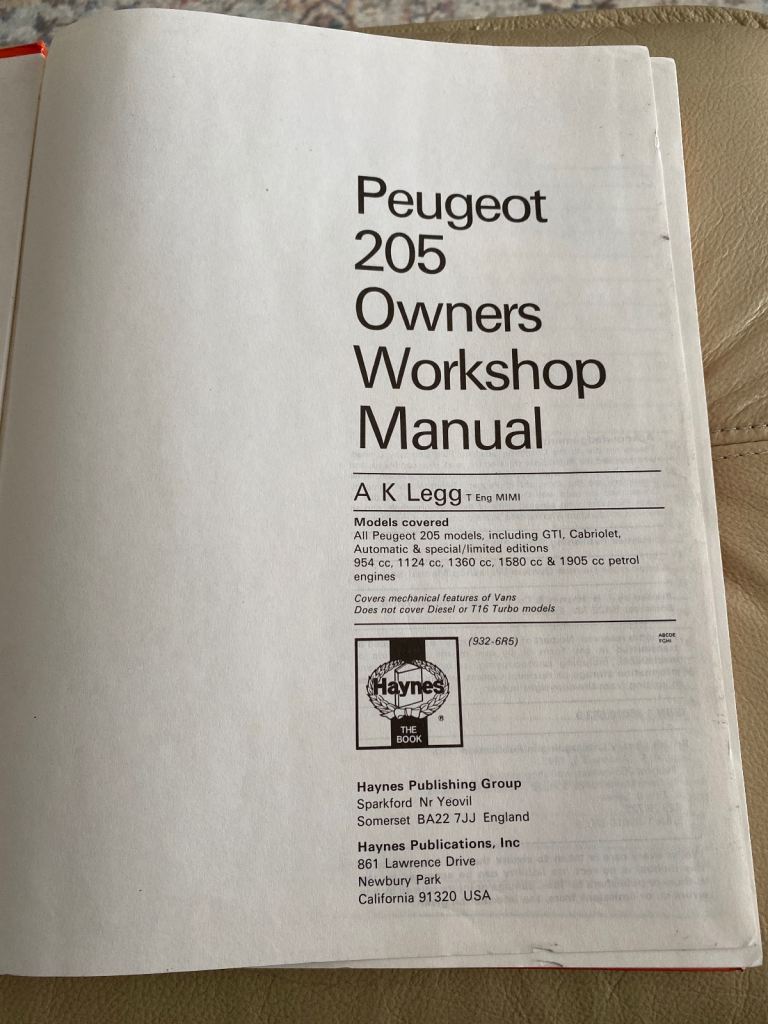 Peugeot
205
Owners
Workshop
Manual
A K Legg T Eng MIMI
Models covered
All Peugeot 205 models, including GTI, Cabriolet,
Automatic & special/limited editions
954 cc, 1124 cc, 1360 cc, 1580 cc & 1905 cc petrol
engines
Covers mechanical features of Vans
Does not cover Diesel or T16 Turbo models
(932-6R5)
ABCDE
FGHI
Haynes
®
THE
BOOK
Haynes Publishing Group
Sparkford Nr Yeovil
Somerset BA22 7JJ England
Haynes Publications, Inc
861 Lawrence Drive
Newbury Park
California 91320 USA